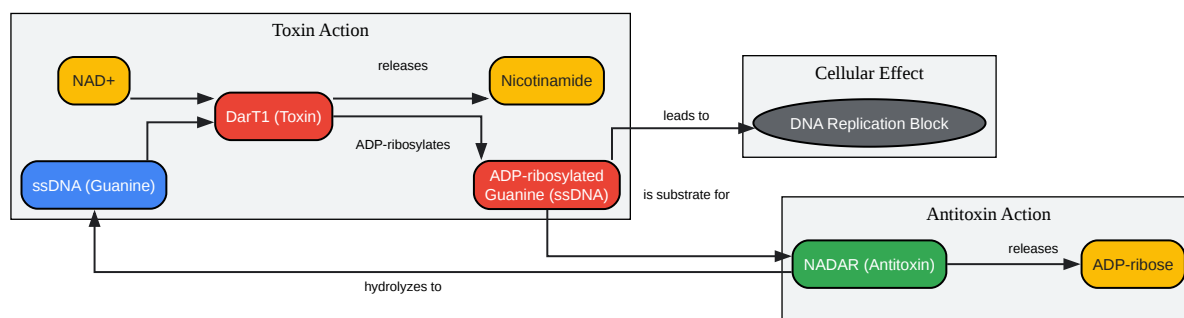 Toxin Action
NAD+
releases
Nicotinamide
DarT1 (Toxin)
ADP-ribosylates
ssDNA (Guanine)
ADP-ribosylated
Guanine (ssDNA)
leads to
Cellular Effect
DNA Replication Block
is substrate for
Antitoxin Action
NADAR (Antitoxin)
releases
ADP-ribose
hydrolyzes to